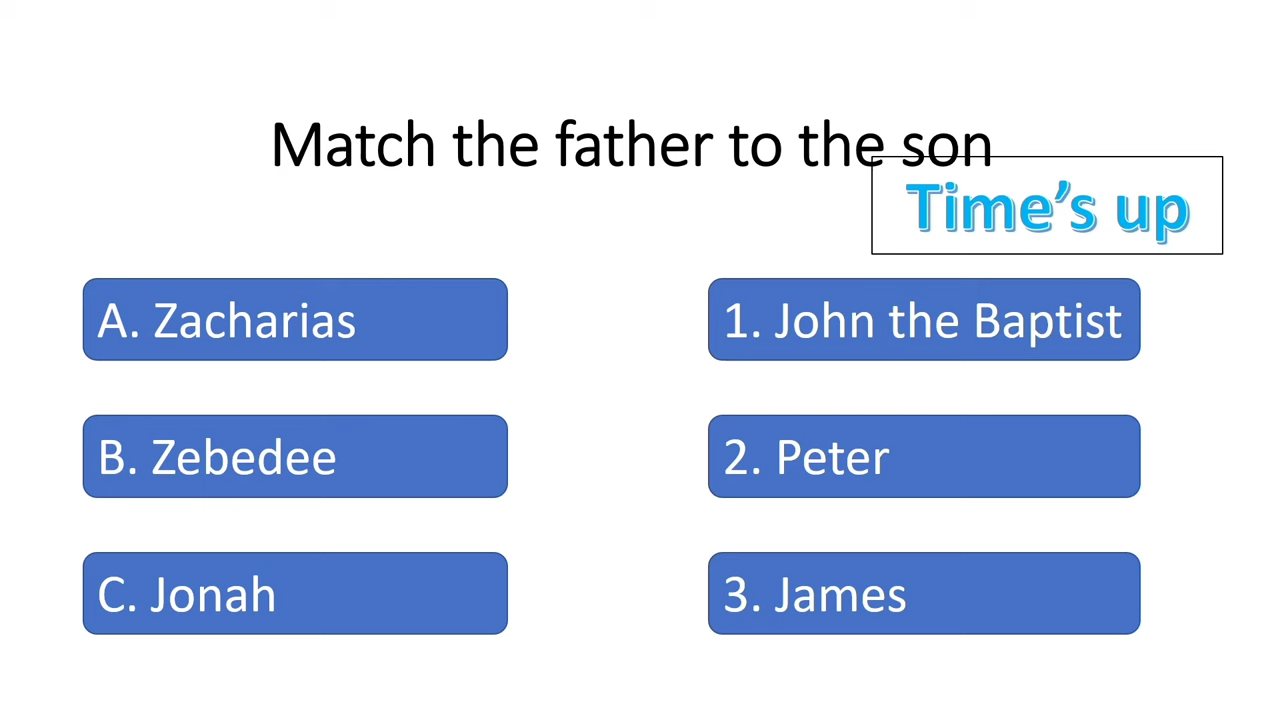 Match the father to the son
Time's up
A. Zacharias
1. John the Baptist
B. Zebedee
2. Peter
C. Jonah
3. James